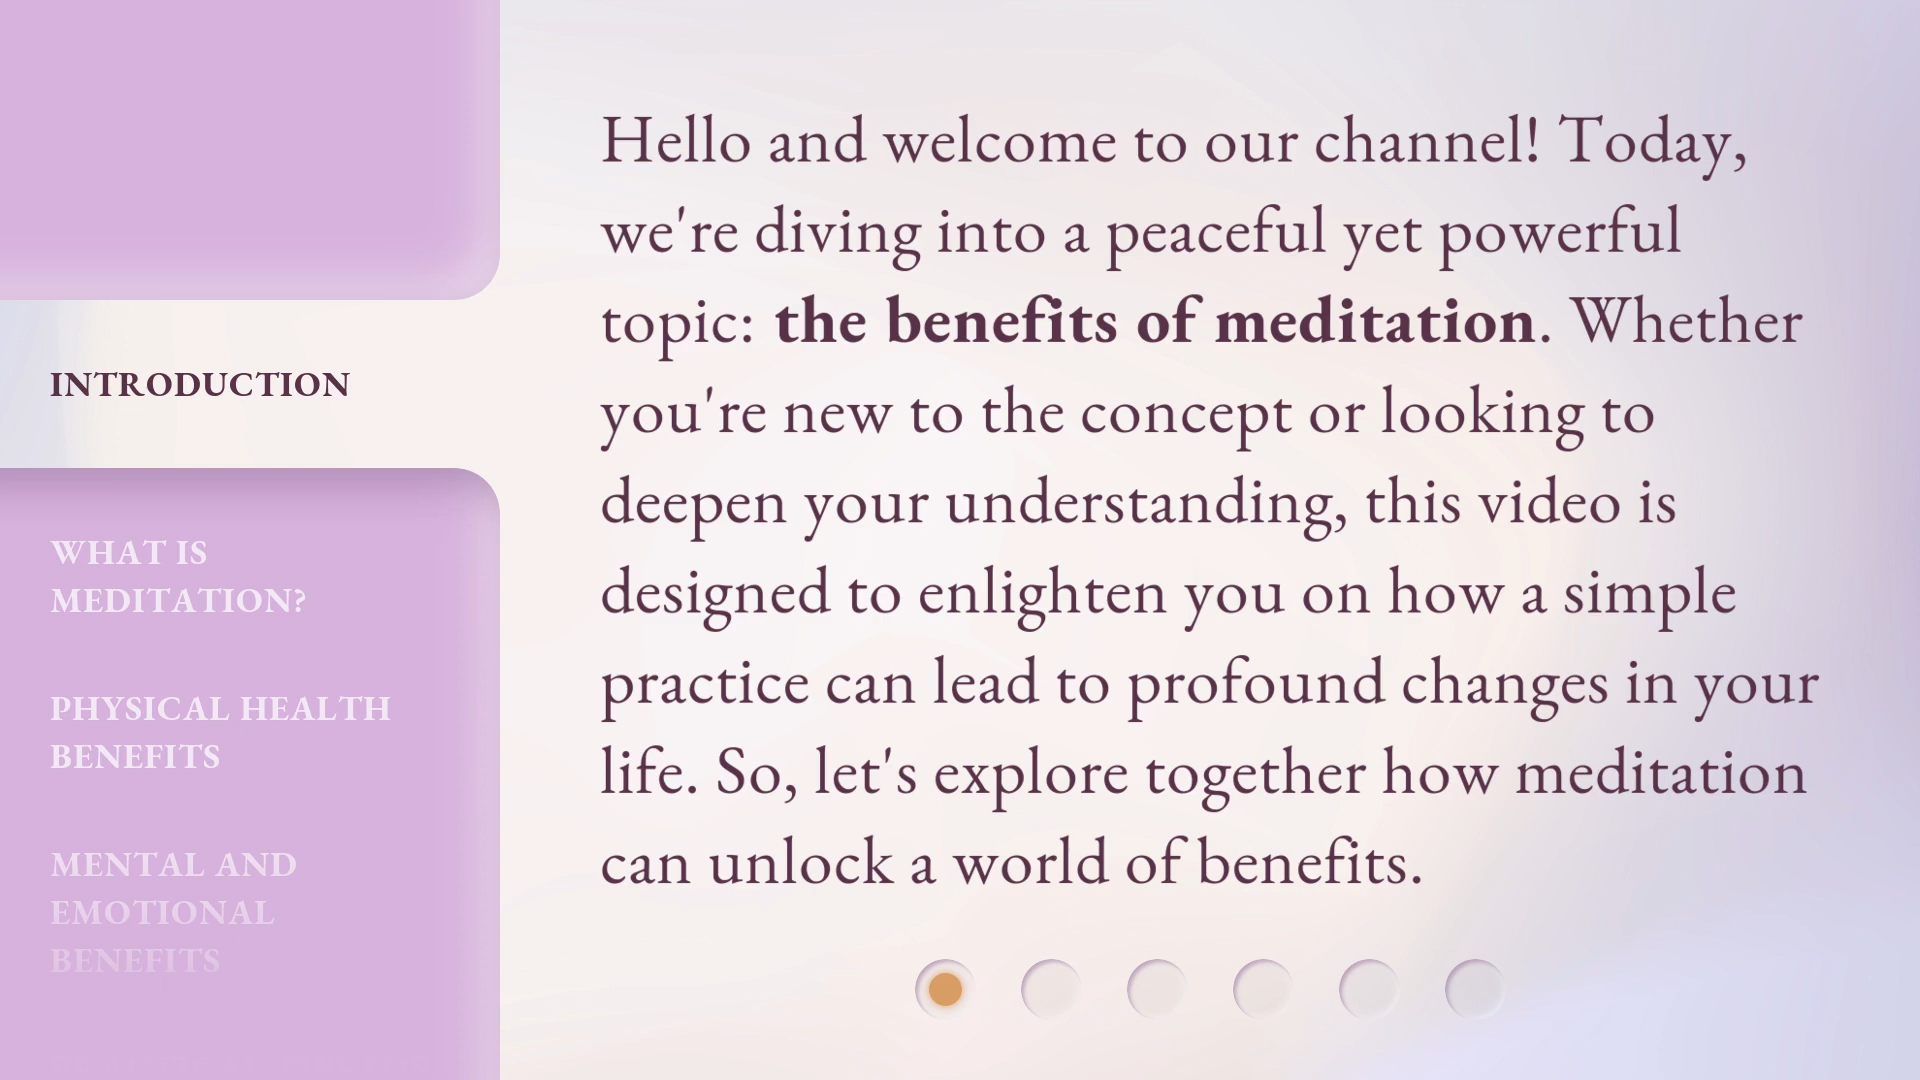 INTRODUCTION
WHAT IS
MEDITATION?
PHYSICAL HEALTH
BENEFITS
MENTAL AND
EMOTIONAL
BENEFITS
Hello and welcome to our channel! Today,
we're diving into a peaceful yet powerful
topic: the benefits of meditation. Whether
you're new to the concept or looking to
deepen your understanding, this video is
designed to enlighten you on how a simple
practice can lead to profound changes in your
life. So, let's explore together how meditation
can unlock a world of benefits.